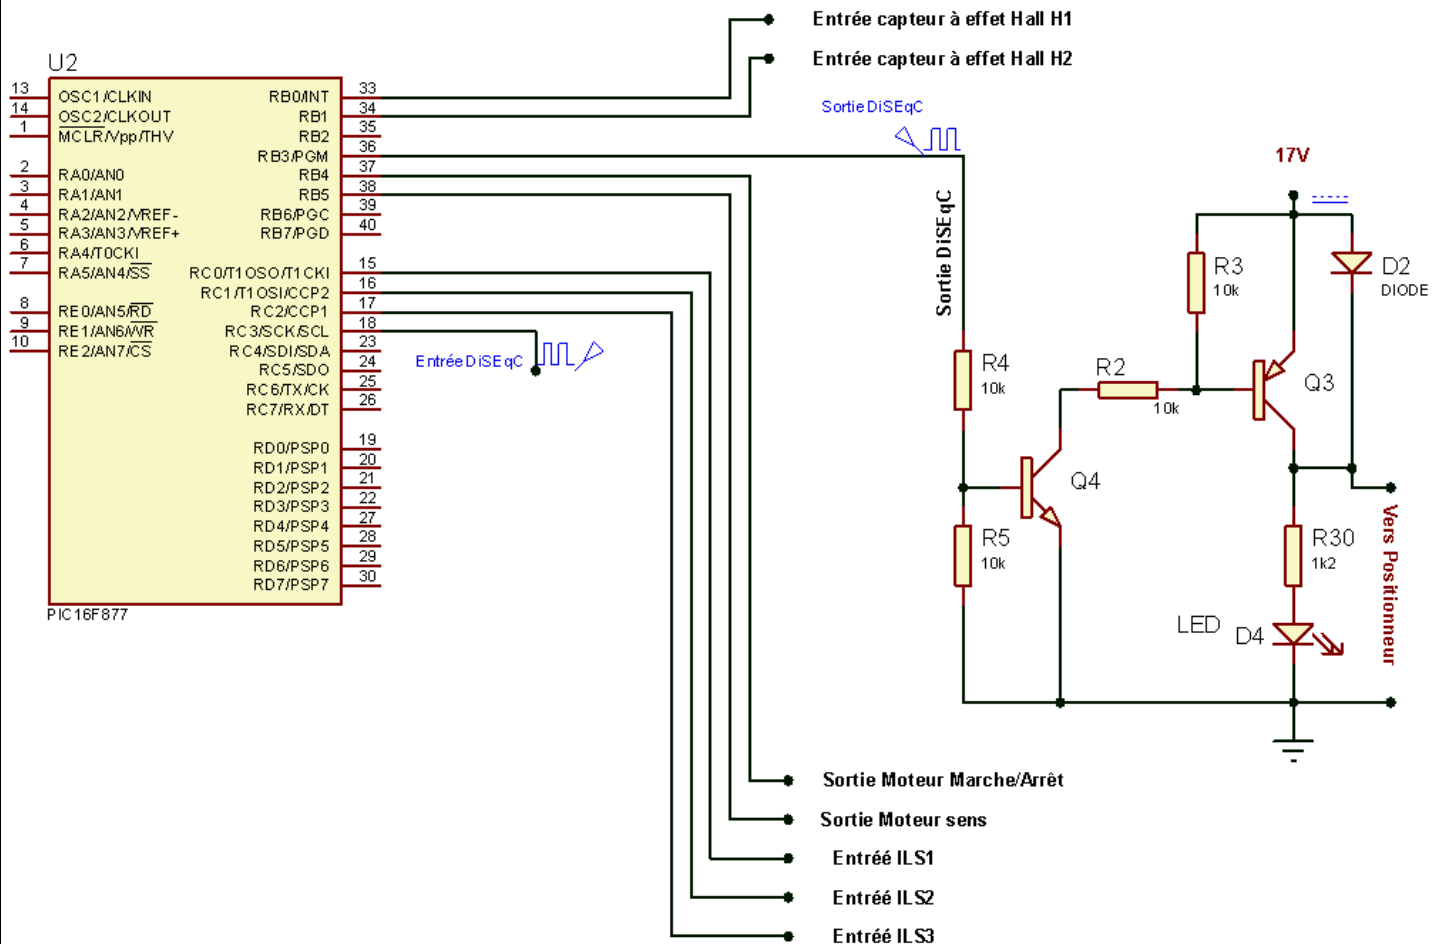 Entrée capteur à effet Hall H1
Entrée capteur à effet Hall H2
U2
13 OSC1/CLKIN
14 OSC2/CLKOUT
1 MCLR/Vpp/THV
2 RA0/AN0
3 RA1/AN1
4 RA2/AN2/VREF-
5 RA3/AN3/VREF+
6 RA4/T0CKI
7 RA5/AN4/SS
8 RE0/AN5/RD
9 RE1/AN6/WR
10 RE2/AN7/CS
RB0/INT 33
RB1 34
RB2 35
RB3/PGM 36
RB4 37
RB5 38
RB6/PGC 39
RB7/PGD 40
RC0/T1OSO/T1CKI 15
RC1/T1OSI/CCP2 16
RC2/CCP1 17
RC3/SCK/SCL 18
RC4/SDI/SDA 23
RC5/SDO 24
RC6/TX/CK 25
RC7/RX/DT 26
RD0/PSP0 19
RD1/PSP1 20
RD2/PSP2 21
RD3/PSP3 22
RD4/PSP4 27
RD5/PSP5 28
RD6/PSP6 29
RD7/PSP7 30
PIC16F877
Entrée DiSEqC
Sortie DiSEqC
Sortie DiSEqC
17V
R3
10k
D2
DIODE
R4
10k
R2
10k
Q3
Q4
R5
10k
R30
1k2
LED D4
Vers Positionneur
Sortie Moteur Marche/Arrêt
Sortie Moteur sens
Entréé ILS1
Entréé ILS2
Entréé ILS3